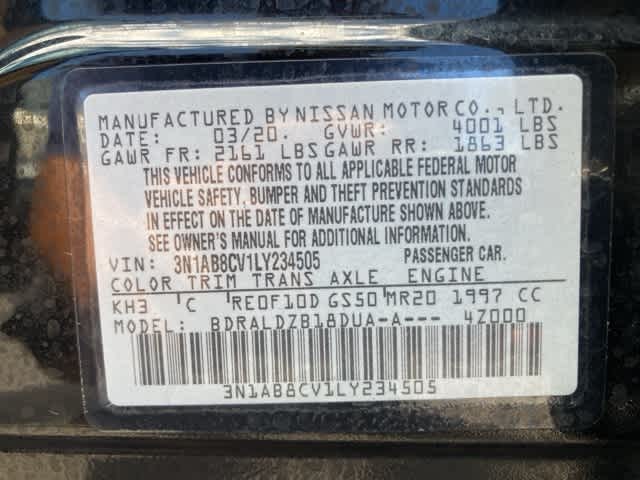 MANUFACTURED BY NISSAN MOTOR CO., LTD.
DATE: 03/20. GVWR: 4001 LBS
GAWR FR: 2161 LBS GAWR RR: 1863 LBS
THIS VEHICLE CONFORMS TO ALL APPLICABLE FEDERAL MOTOR
VEHICLE SAFETY, BUMPER AND THEFT PREVENTION STANDARDS
IN EFFECT ON THE DATE OF MANUFACTURE SHOWN ABOVE.
SEE OWNER'S MANUAL FOR ADDITIONAL INFORMATION.
VIN: 3N1AB8CV1LY234505 PASSENGER CAR.
COLOR TRIM TRANS AXLE ENGINE
KH3 C RE0F10D GS50 MR20 1997 CC
MODEL: BDRALDZB18DUA-A--- 4Z000
3N1AB8CV1LY234505